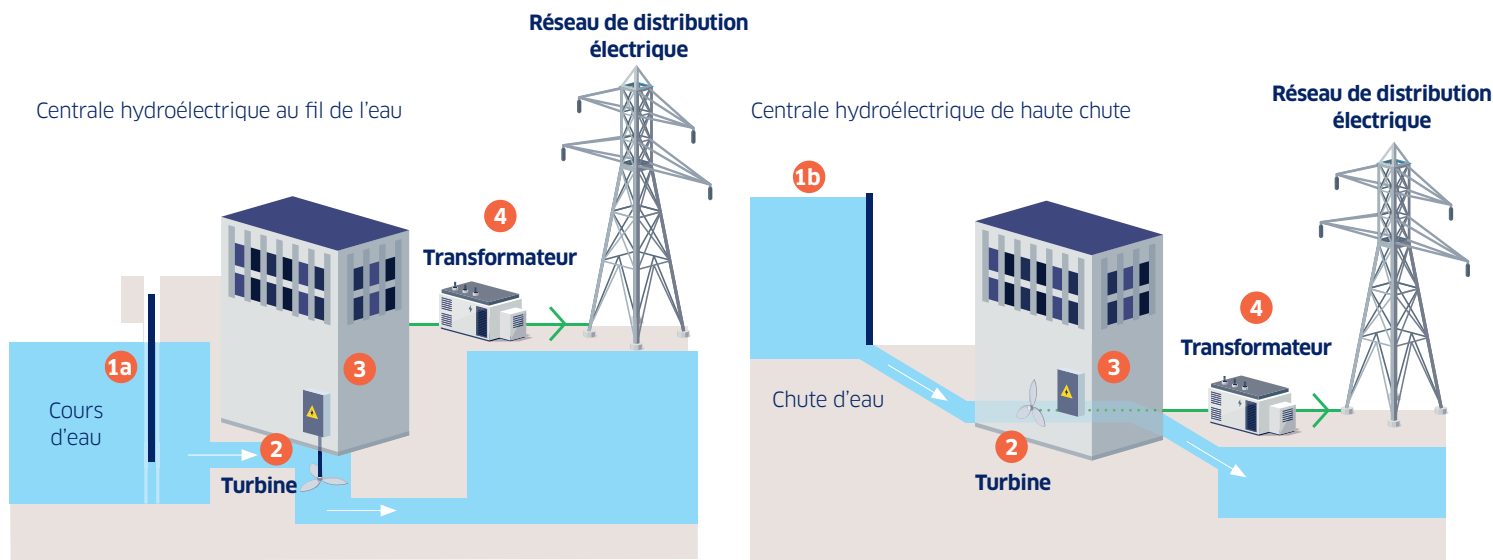 Réseau de distribution
électrique
Centrale hydroélectrique au fil de l'eau
4
Transformateur
1a
3
Cours
d'eau
2
Turbine
Réseau de distribution
électrique
Centrale hydroélectrique de haute chute
1b
4
Transformateur
3
Chute d'eau
2
Turbine